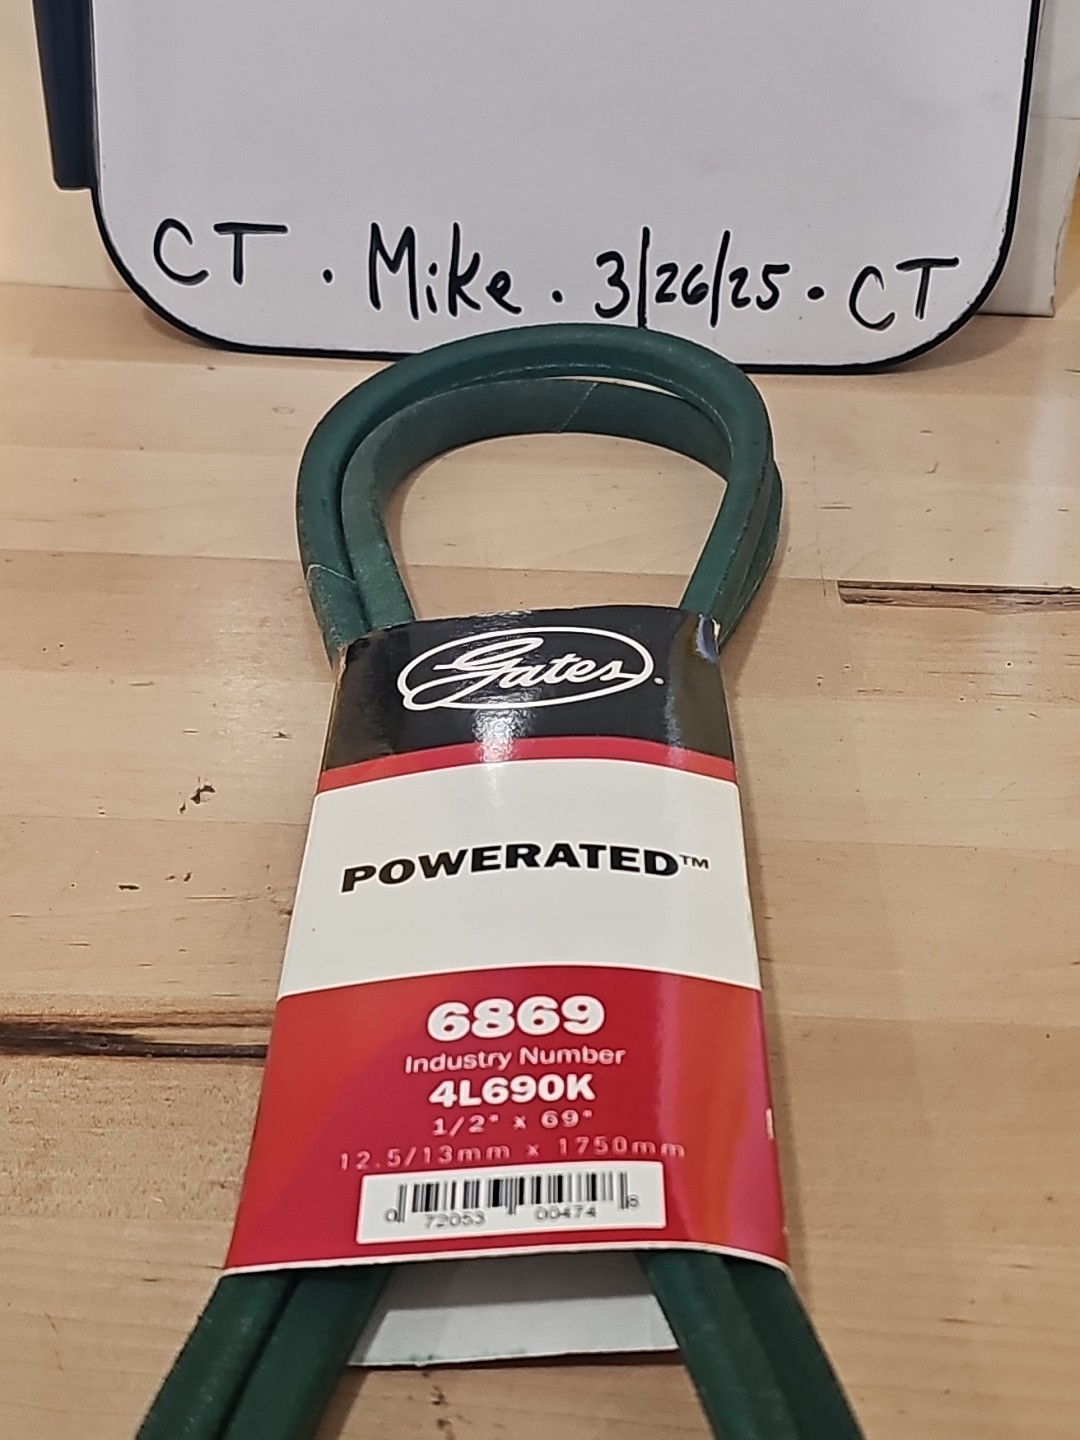 CT . Mike . 3/26/25 . CT
Gates.
POWERATED™
6869
Industry Number
4L690K
1/2" x 69"
12.5/13mm x 1750mm
0 72053 00474 8